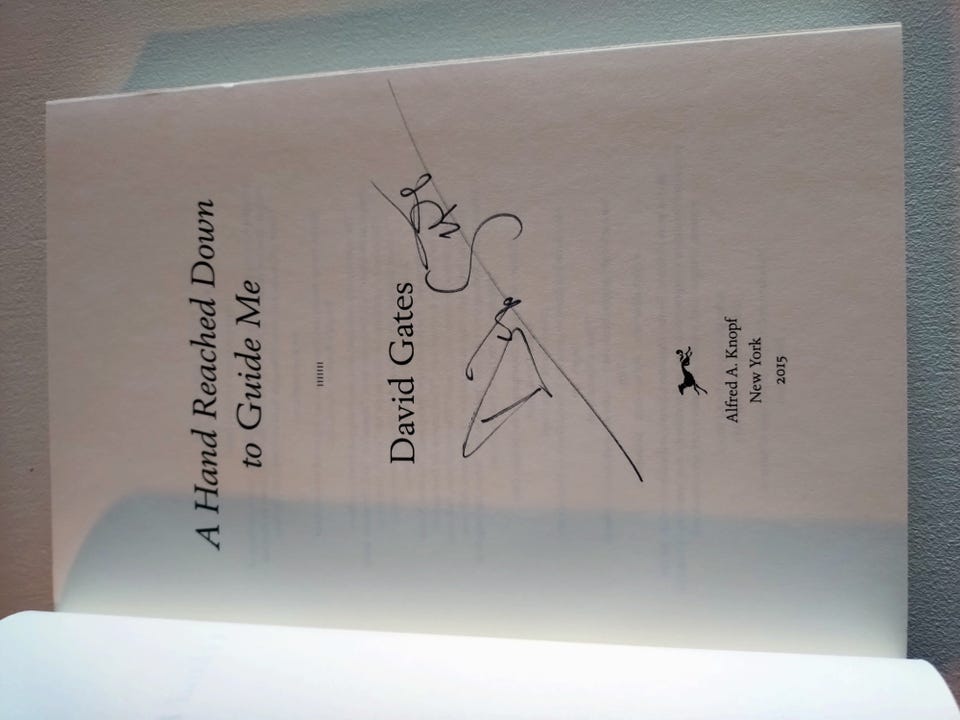 A Hand Reached Down
to Guide Me
David Gates
Alfred A. Knopf
New York
2015